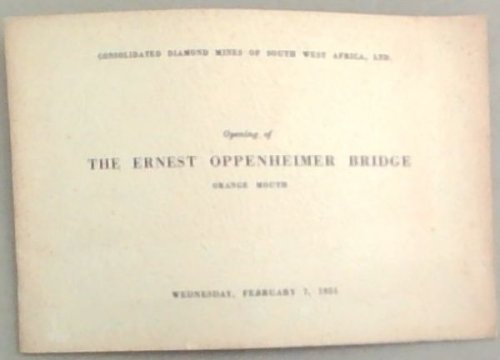 CONSOLIDATED DIAMOND MINES OF SOUTH WEST AFRICA, LTD.
Opening of
THE ERNEST OPPENHEIMER BRIDGE
ORANGE MOUTH
WEDNESDAY, FEBRUARY 7, 1951